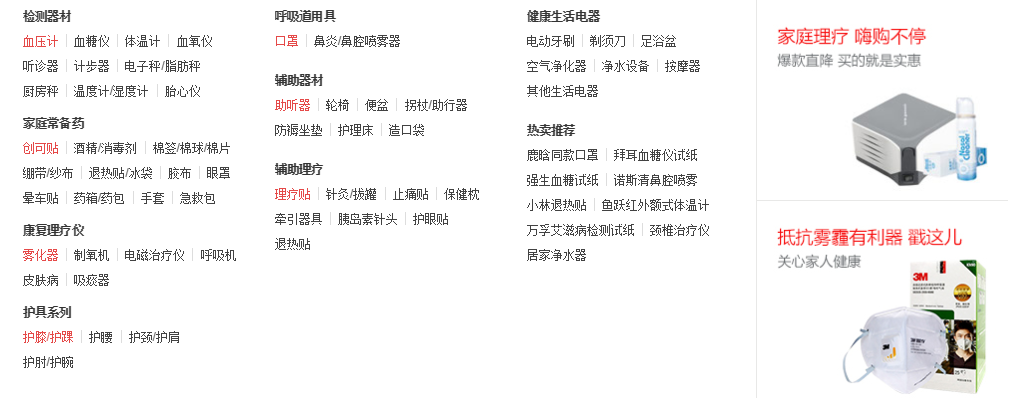 检测器材
血压计 血糖仪 体温计 血氧仪
听诊器 计步器 电子秤/脂肪秤
厨房秤 温度计/湿度计 胎心仪
家庭常备药
创可贴 酒精/消毒剂 棉签/棉球/棉片
绷带/纱布 退热贴/冰袋 胶布 眼罩
晕车贴 药箱/药包 手套 急救包
康复理疗仪
雾化器 制氧机 电磁治疗仪 呼吸机
皮肤病 吸痰器
护具系列
护膝/护踝 护腰 护颈/护肩
护肘/护腕
呼吸道用具
口罩 鼻炎/鼻腔喷雾器
辅助器材
助听器 轮椅 便盆 拐杖/助行器
防褥坐垫 护理床 造口袋
辅助理疗
理疗贴 针灸/拔罐 止痛贴 保健枕
牵引器具 胰岛素针头 护眼贴
退热贴
健康生活电器
电动牙刷 剃须刀 足浴盆
空气净化器 净水设备 按摩器
其他生活电器
热卖推荐
鹿晗同款口罩 拜耳血糖仪试纸
强生血糖试纸 诺斯清鼻腔喷雾
小林退热贴 鱼跃红外额式体温计
万孚艾滋病检测试纸 颈椎治疗仪
居家净水器
家庭理疗 嗨购不停
爆款直降 买的就是实惠
抵抗雾霾有利器 戳这儿
关心家人健康
3M
3M